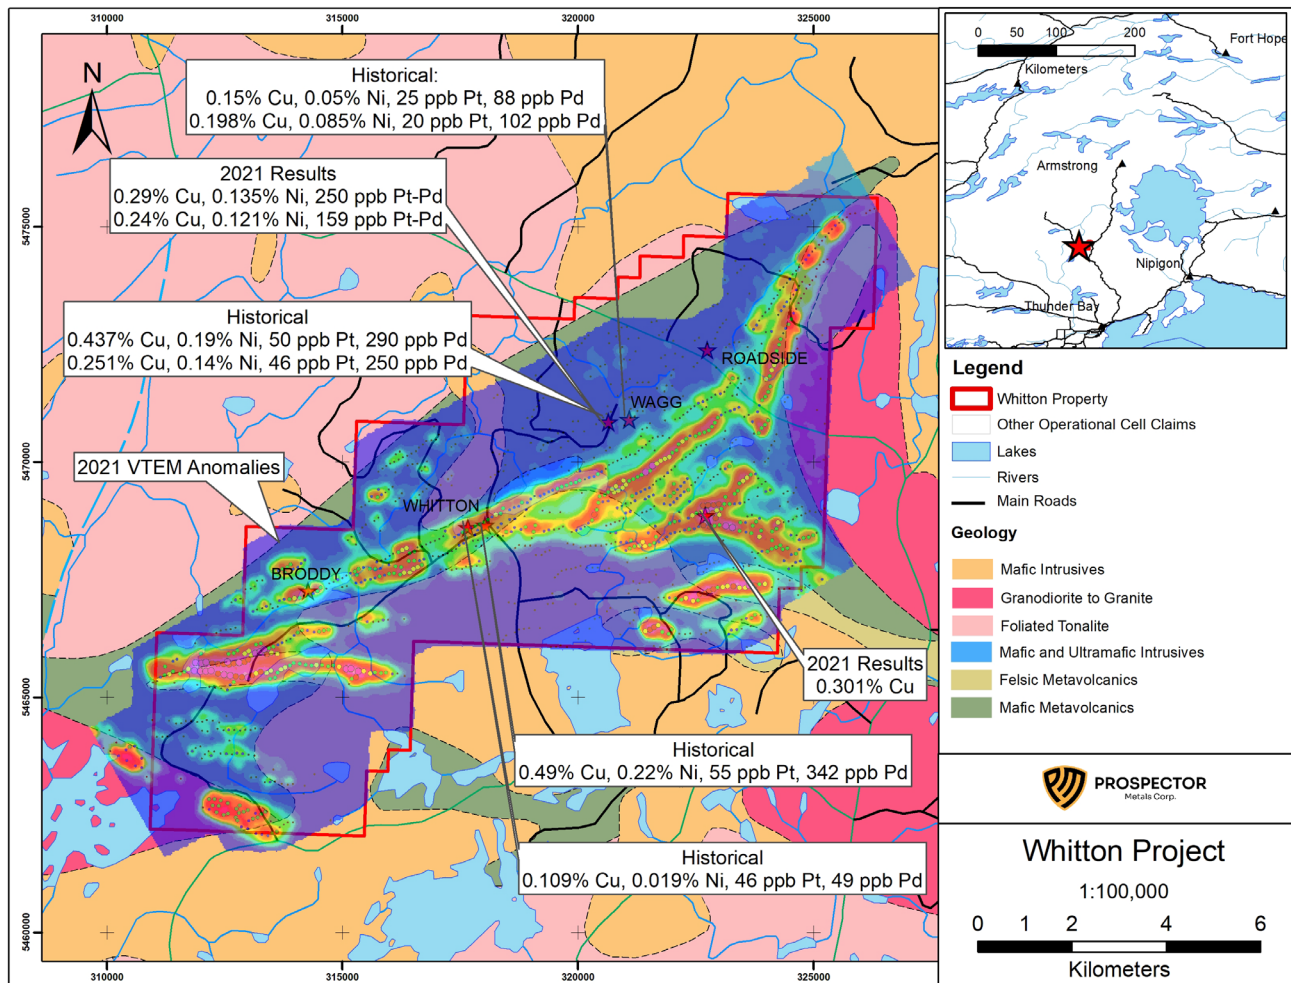 310000
315000
320000
325000
N
Historical:
0.15% Cu, 0.05% Ni, 25 ppb Pt, 88 ppb Pd
0.198% Cu, 0.085% Ni, 20 ppb Pt, 102 ppb Pd
2021 Results
0.29% Cu, 0.135% Ni, 250 ppb Pt-Pd
0.24% Cu, 0.121% Ni, 159 ppb Pt-Pd
5475000
5475000
Historical
0.437% Cu, 0.19% Ni, 50 ppb Pt, 290 ppb Pd
0.251% Cu, 0.14% Ni, 46 ppb Pt, 250 ppb Pd
ROADSIDE
WAGG
5470000
5470000
2021 VTEM Anomalies
WHITTON
BRODDY
2021 Results
0.301% Cu
5465000
5465000
Historical
0.49% Cu, 0.22% Ni, 55 ppb Pt, 342 ppb Pd
Historical
0.109% Cu, 0.019% Ni, 46 ppb Pt, 49 ppb Pd
5460000
5460000
310000
315000
320000
325000
0 50 100 200
Kilometers
Fort Hope
Armstrong
Nipigon
Thunder Bay
Legend
Whitton Property
Other Operational Cell Claims
Lakes
Rivers
Main Roads
Geology
Mafic Intrusives
Granodiorite to Granite
Foliated Tonalite
Mafic and Ultramafic Intrusives
Felsic Metavolcanics
Mafic Metavolcanics
PROSPECTOR
Metals Corp.
Whitton Project
1:100,000
0 1 2 4 6
Kilometers